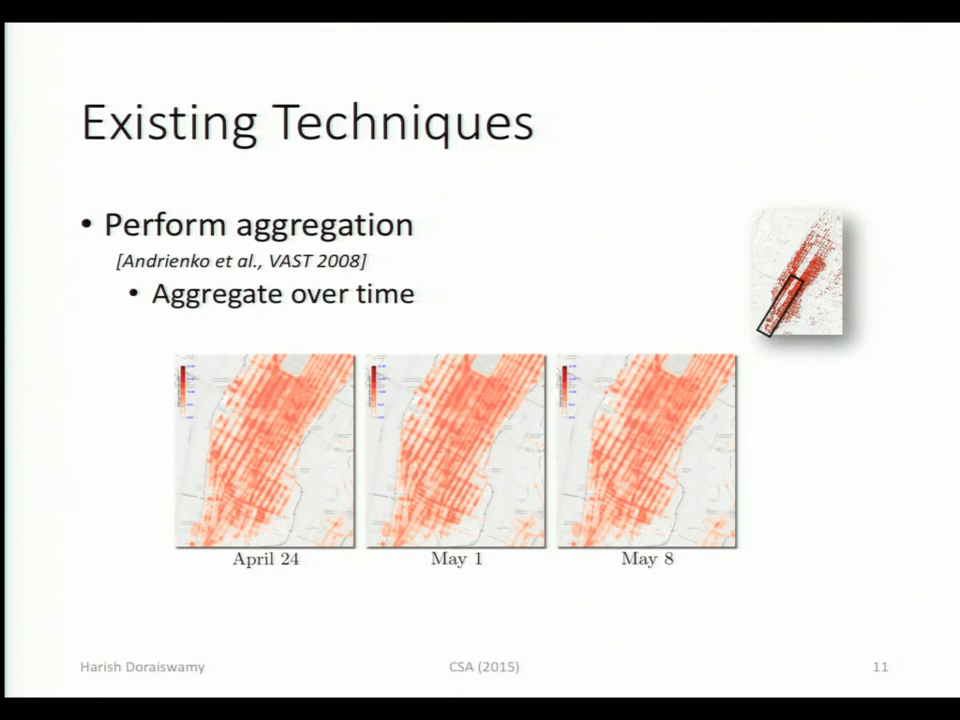 Existing Techniques
• Perform aggregation
[Andrienko et al., VAST 2008]
• Aggregate over time
April 24
May 1
May 8
Harish Doraiswamy
CSA (2015)
11